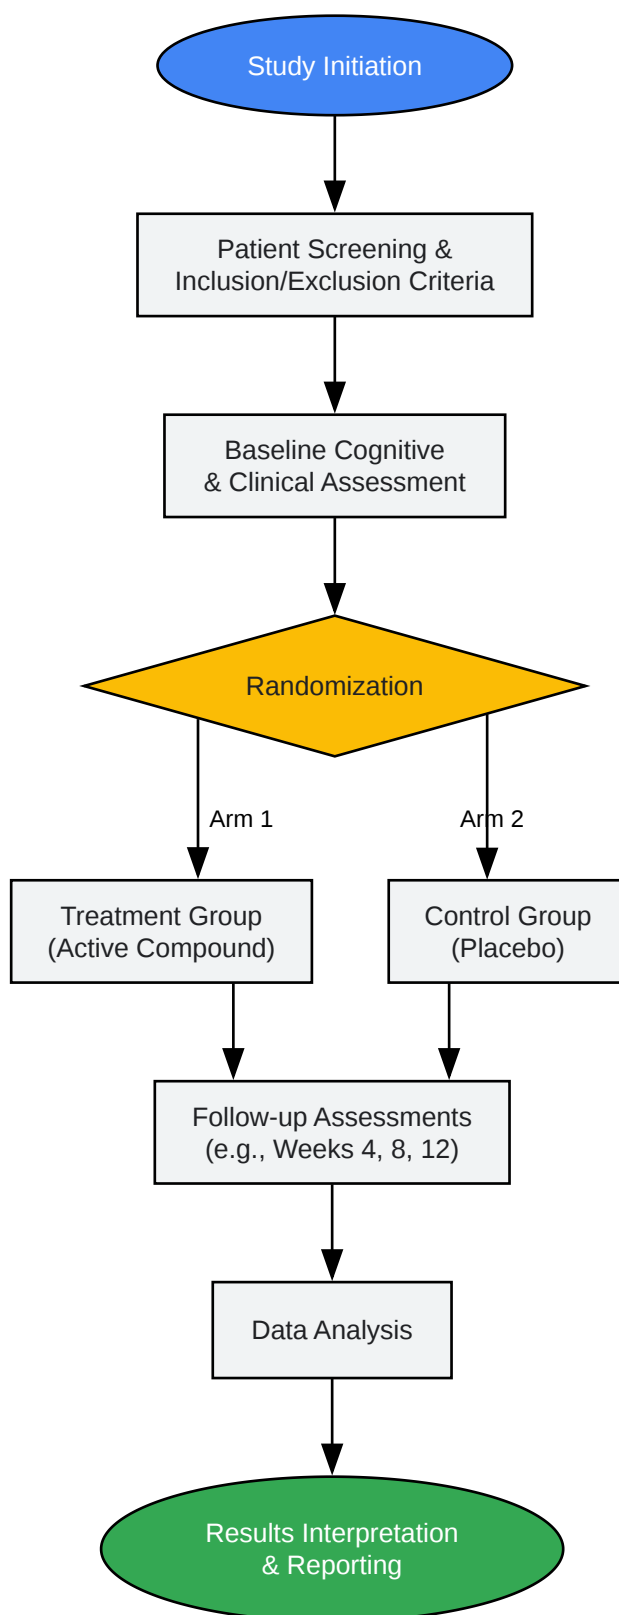 Study Initiation
Patient Screening &
Inclusion/Exclusion Criteria
Baseline Cognitive
& Clinical Assessment
Randomization
Arm 1
Arm 2
Treatment Group
(Active Compound)
Control Group
(Placebo)
Follow-up Assessments
(e.g., Weeks 4, 8, 12)
Data Analysis
Results Interpretation
& Reporting